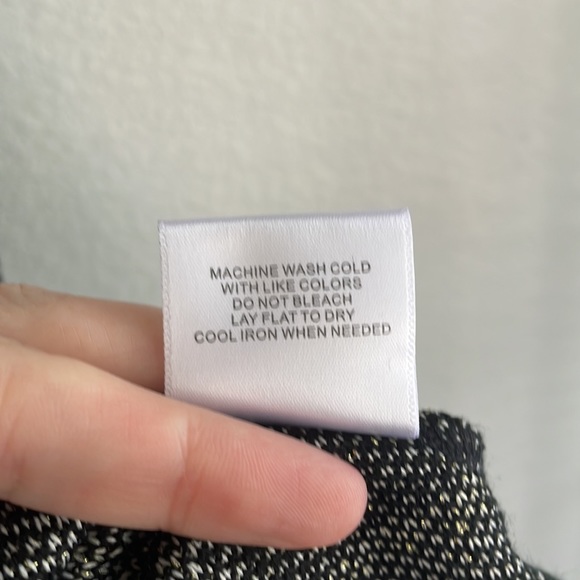 MACHINE WASH COLD
WITH LIKE COLORS
DO NOT BLEACH
LAY FLAT TO DRY
COOL IRON WHEN NEEDED